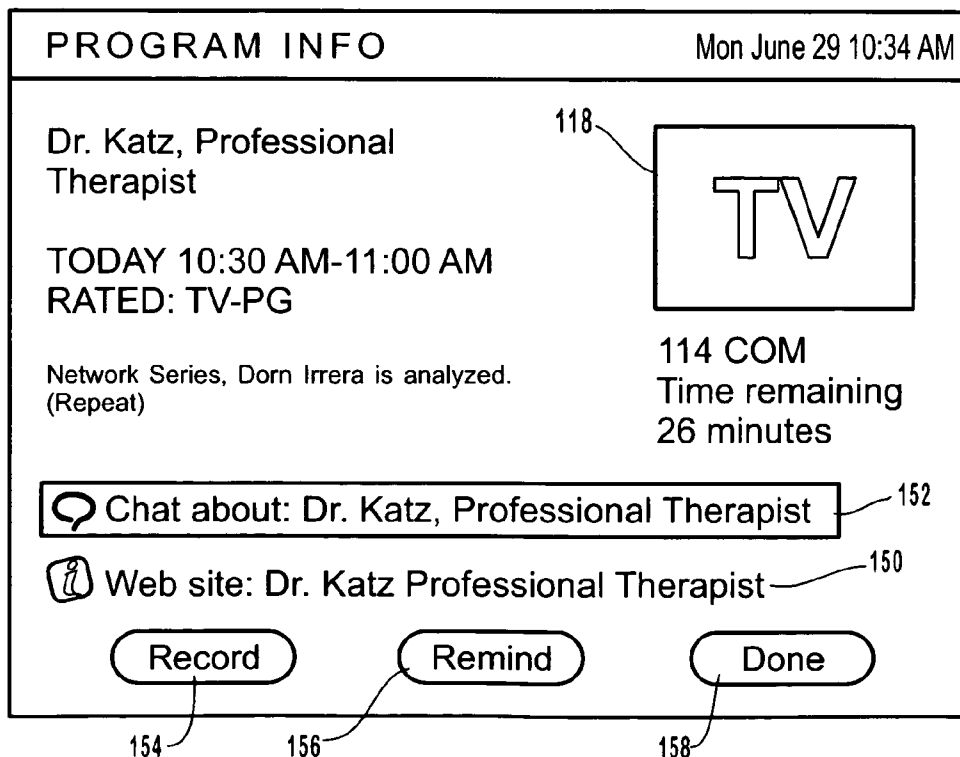 PROGRAM INFO
Mon June 29 10:34 AM
Dr. Katz, Professional
Therapist
118
TV
TODAY 10:30 AM-11:00 AM
RATED: TV-PG
114 COM
Time remaining
26 minutes
Network Series, Dorn Irrera is analyzed.
(Repeat)
Chat about: Dr. Katz, Professional Therapist
152
i Web site: Dr. Katz Professional Therapist
150
Record
Remind
Done
154
156
158